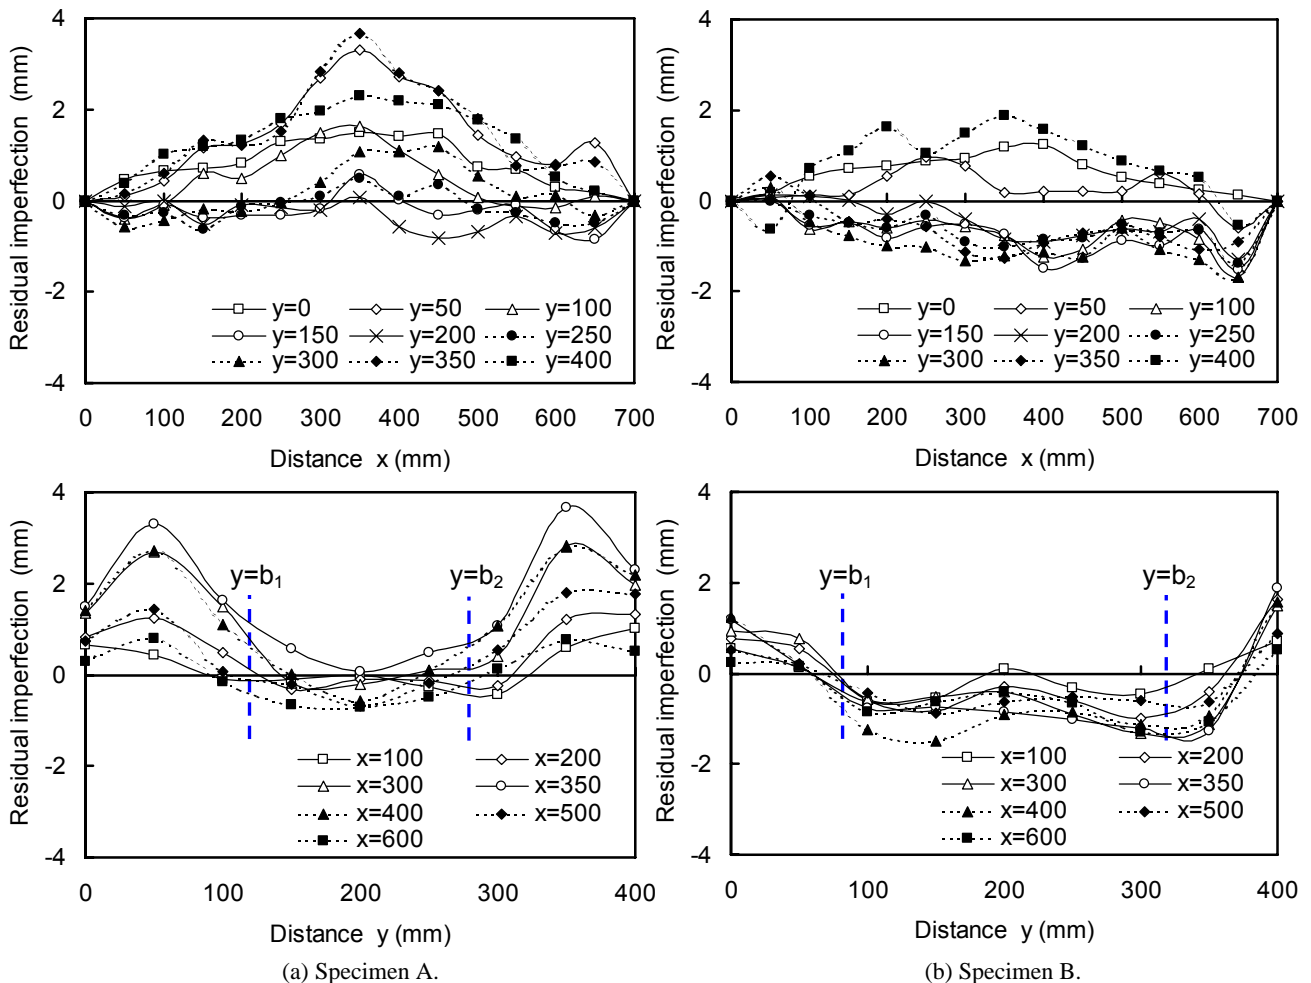 4
2
0
-2
-4
Residual imperfection (mm)
y=0 y=50 y=100
y=150 y=200 y=250
y=300 y=350 y=400
0 100 200 300 400 500 600 700
Distance x (mm)
4
2
0
-2
-4
Residual imperfection (mm)
y=0 y=50 y=100
y=150 y=200 y=250
y=300 y=350 y=400
0 100 200 300 400 500 600 700
Distance x (mm)
4
2
0
-2
-4
Residual imperfection (mm)
y=b1 y=b2
x=100 x=200
x=300 x=350
x=400 x=500
x=600
0 100 200 300 400
Distance y (mm)
(a) Specimen A.
4
2
0
-2
-4
Residual imperfection (mm)
y=b1 y=b2
x=100 x=200
x=300 x=350
x=400 x=500
x=600
0 100 200 300 400
Distance y (mm)
(b) Specimen B.